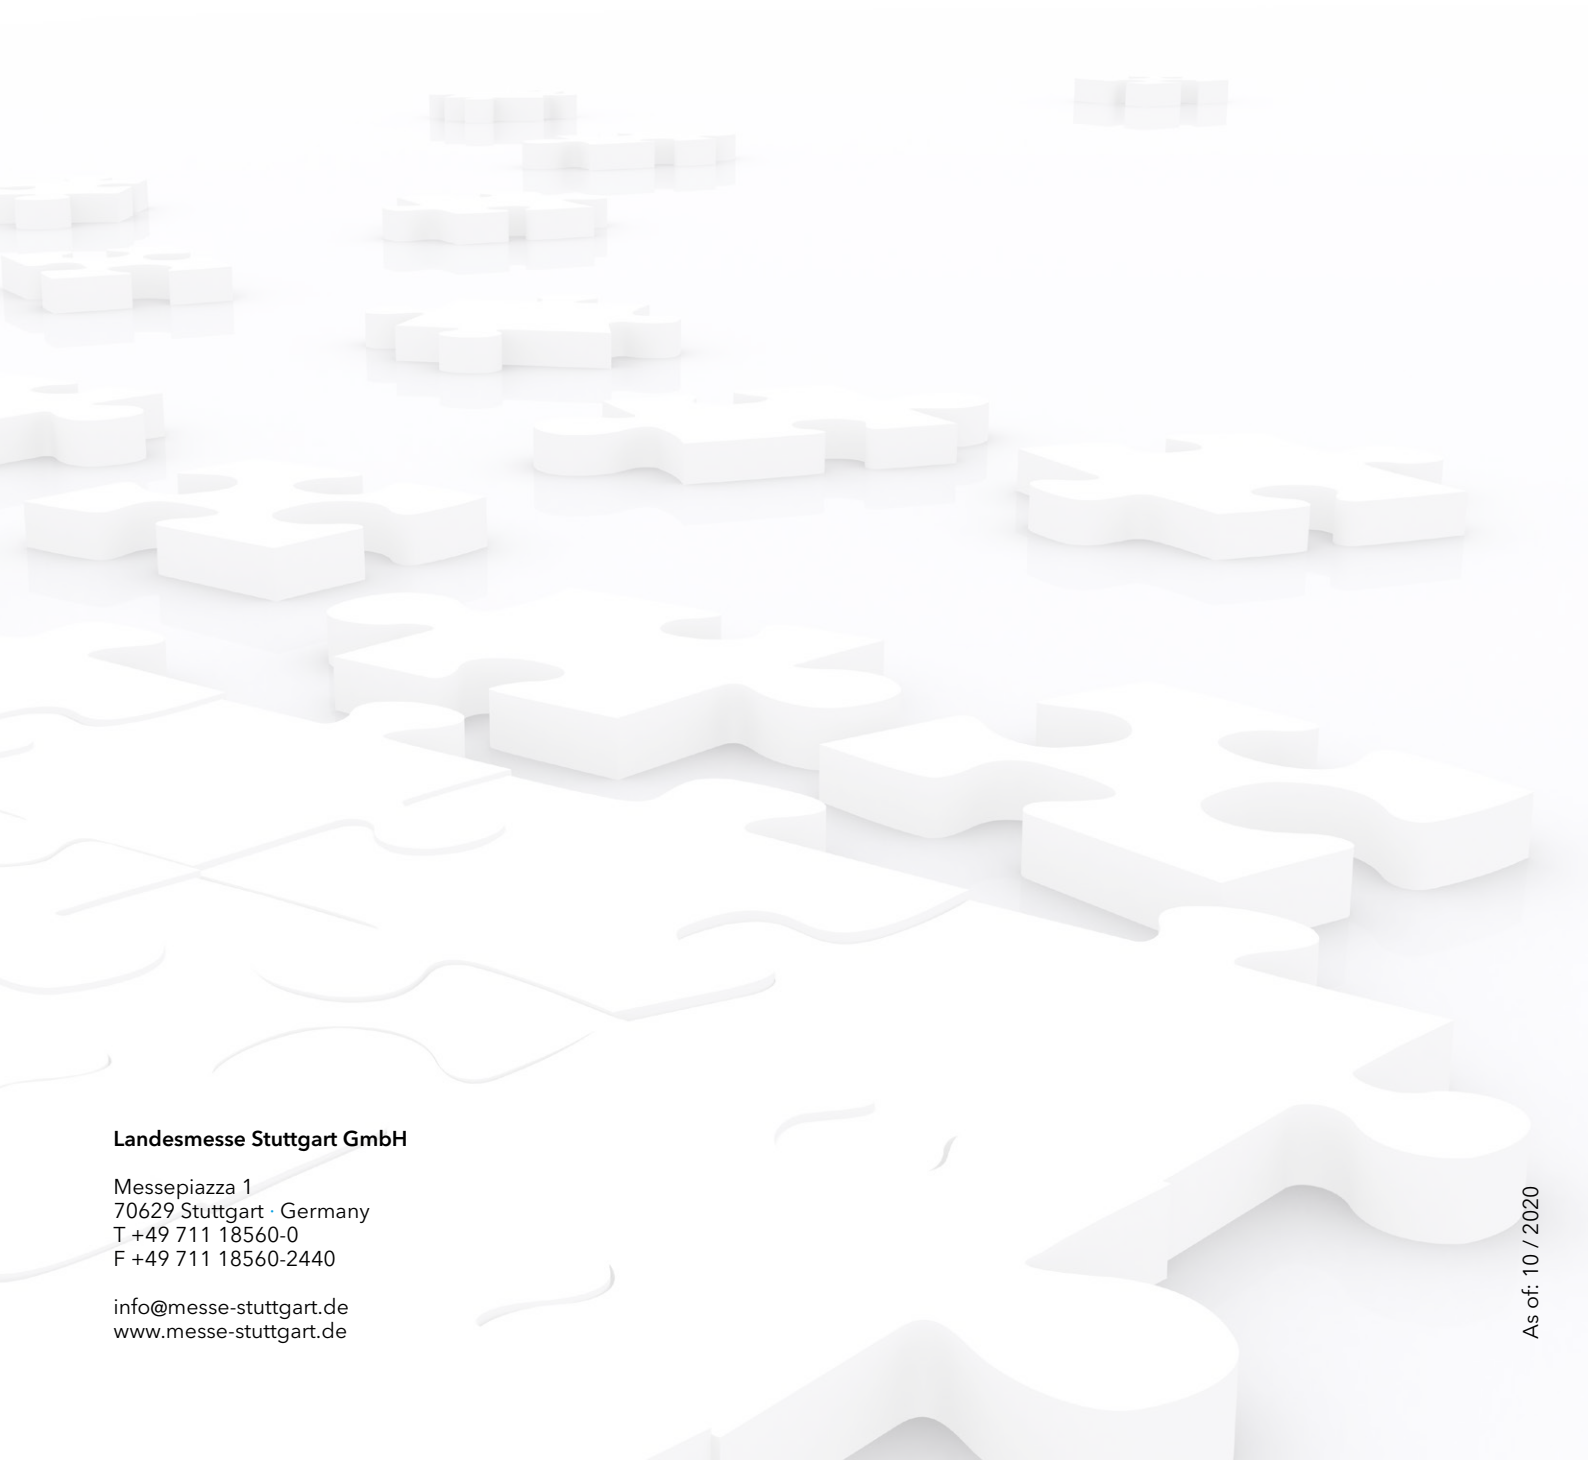 Landesmesse Stuttgart GmbH
Messepiazza 1
70629 Stuttgart · Germany
T +49 711 18560-0
F +49 711 18560-2440
info@messe-stuttgart.de
www.messe-stuttgart.de
As of: 10 / 2020